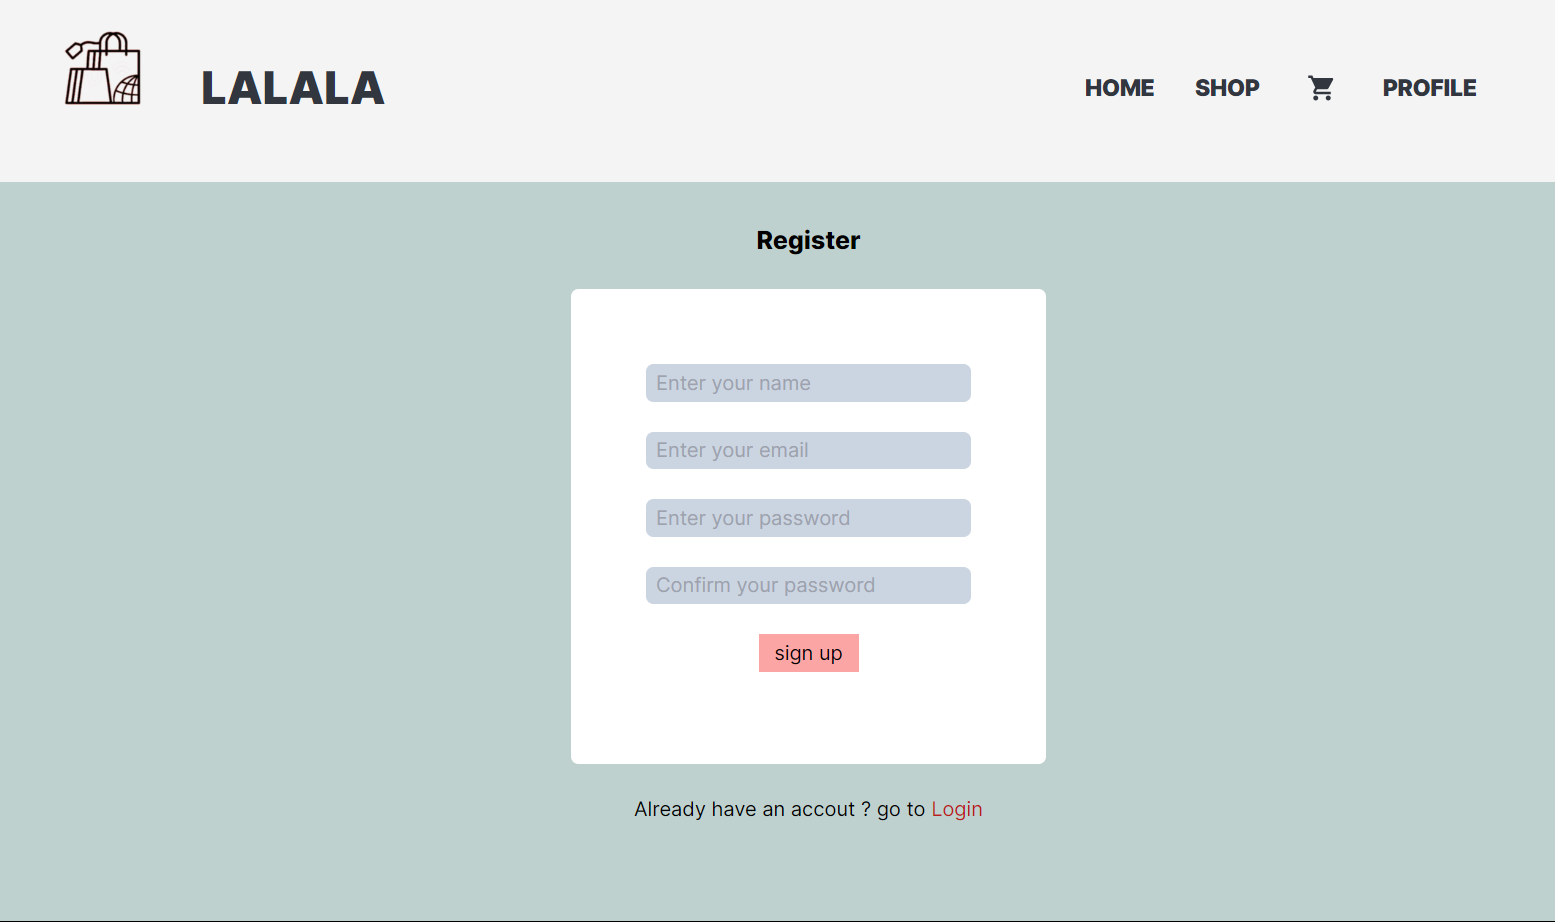 LALALA
HOME SHOP PROFILE
Register
Enter your name
Enter your email
Enter your password
Confirm your password
sign up
Already have an accout ? go to Login